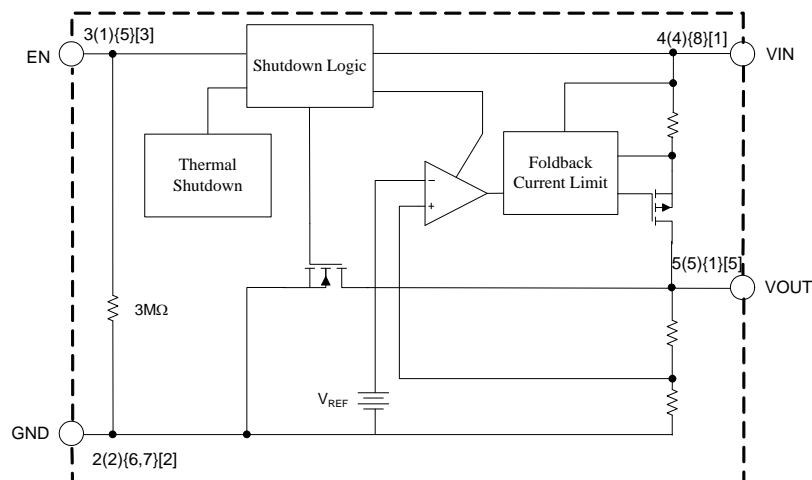 3(1){5}[3]
4(4){8}[1]
EN
VIN
Shutdown Logic
Thermal
Shutdown
Foldback
Current Limit
−
+
5(5){1}[5]
VOUT
3MΩ
VREF
GND
2(2){6,7}[2]